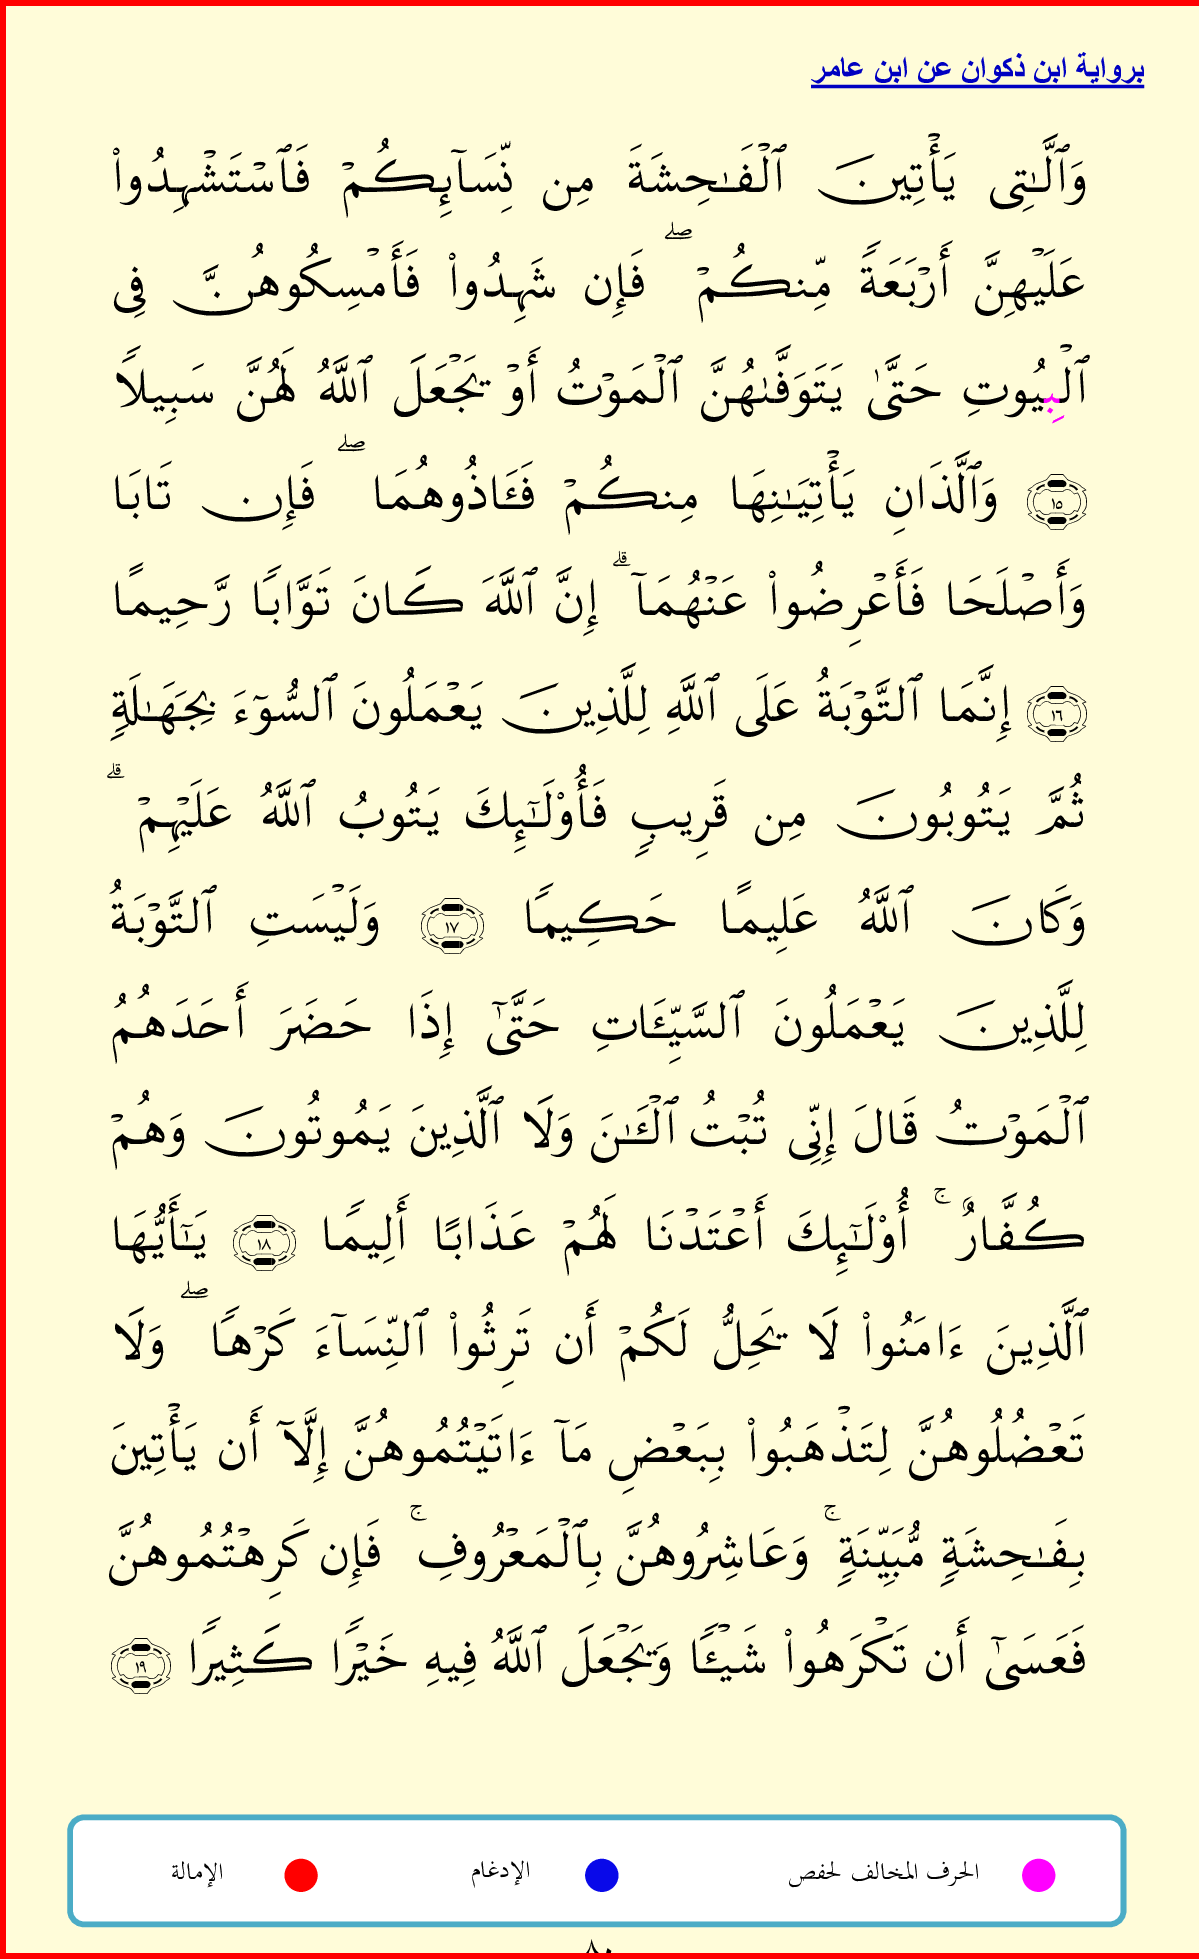 برواية ابن ذكوان عن ابن عامر
وَٱلَّـٰتِى يَأۡتِينَ ٱلۡفَـٰحِشَةَ مِن نِّسَآئِكُمۡ فَٱسۡتَشۡهِدُوا۟
عَلَيۡهِنَّ أَرۡبَعَةً مِّنكُمۡۖ فَإِن شَهِدُوا۟ فَأَمۡسِكُوهُنَّ فِى
ٱلۡبِيُوتِ حَتَّىٰ يَتَوَفَّىٰهُنَّ ٱلۡمَوۡتُ أَوۡ يَجۡعَلَ ٱللَّهُ لَهُنَّ سَبِيلاً
١٥ وَٱلَّذَانِ يَأۡتِيَـٰنِهَا مِنكُمۡ فَـَٔاذُوهُمَاۖ فَإِن تَابَا
وَأَصۡلَحَا فَأَعۡرِضُوا۟ عَنۡهُمَآۗ إِنَّ ٱللَّهَ كَانَ تَوَّابًا رَّحِيمًا
١٦ إِنَّمَا ٱلتَّوۡبَةُ عَلَى ٱللَّهِ لِلَّذِينَ يَعۡمَلُونَ ٱلسُّوٓءَ بِجَهَـٰلَةٍ
ثُمَّ يَتُوبُونَ مِن قَرِيبٍ فَأُو۟لَـٰٓئِكَ يَتُوبُ ٱللَّهُ عَلَيۡهِمۡۗ
وَكَانَ ٱللَّهُ عَلِيمًا حَكِيمًا ١٧ وَلَيۡسَتِ ٱلتَّوۡبَةُ
لِلَّذِينَ يَعۡمَلُونَ ٱلسَّيِّـَٔاتِ حَتَّىٰٓ إِذَا حَضَرَ أَحَدَهُمُ
ٱلۡمَوۡتُ قَالَ إِنِّى تُبۡتُ ٱلۡـَٔـٰنَ وَلَا ٱلَّذِينَ يَمُوتُونَ وَهُمۡ
كُفَّارٌۚ أُو۟لَـٰٓئِكَ أَعۡتَدۡنَا لَهُمۡ عَذَابًا أَلِيمًا ١٨ يَـٰٓأَيُّهَا
ٱلَّذِينَ ءَامَنُوا۟ لَا يَحِلُّ لَكُمۡ أَن تَرِثُوا۟ ٱلنِّسَآءَ كَرۡهًاۖ وَلَا
تَعۡضُلُوهُنَّ لِتَذۡهَبُوا۟ بِبَعۡضِ مَآ ءَاتَيۡتُمُوهُنَّ إِلَّآ أَن يَأۡتِينَ
بِفَـٰحِشَةٍ مُّبَيِّنَةٍۚ وَعَاشِرُوهُنَّ بِٱلۡمَعۡرُوفِۚ فَإِن كَرِهۡتُمُوهُنَّ
فَعَسَىٰٓ أَن تَكۡرَهُوا۟ شَيۡـًٔا وَيَجۡعَلَ ٱللَّهُ فِيهِ خَيۡرًا كَثِيرًا ١٩
الحرف المخالف لحفص الإدغام الإمالة
٨٠